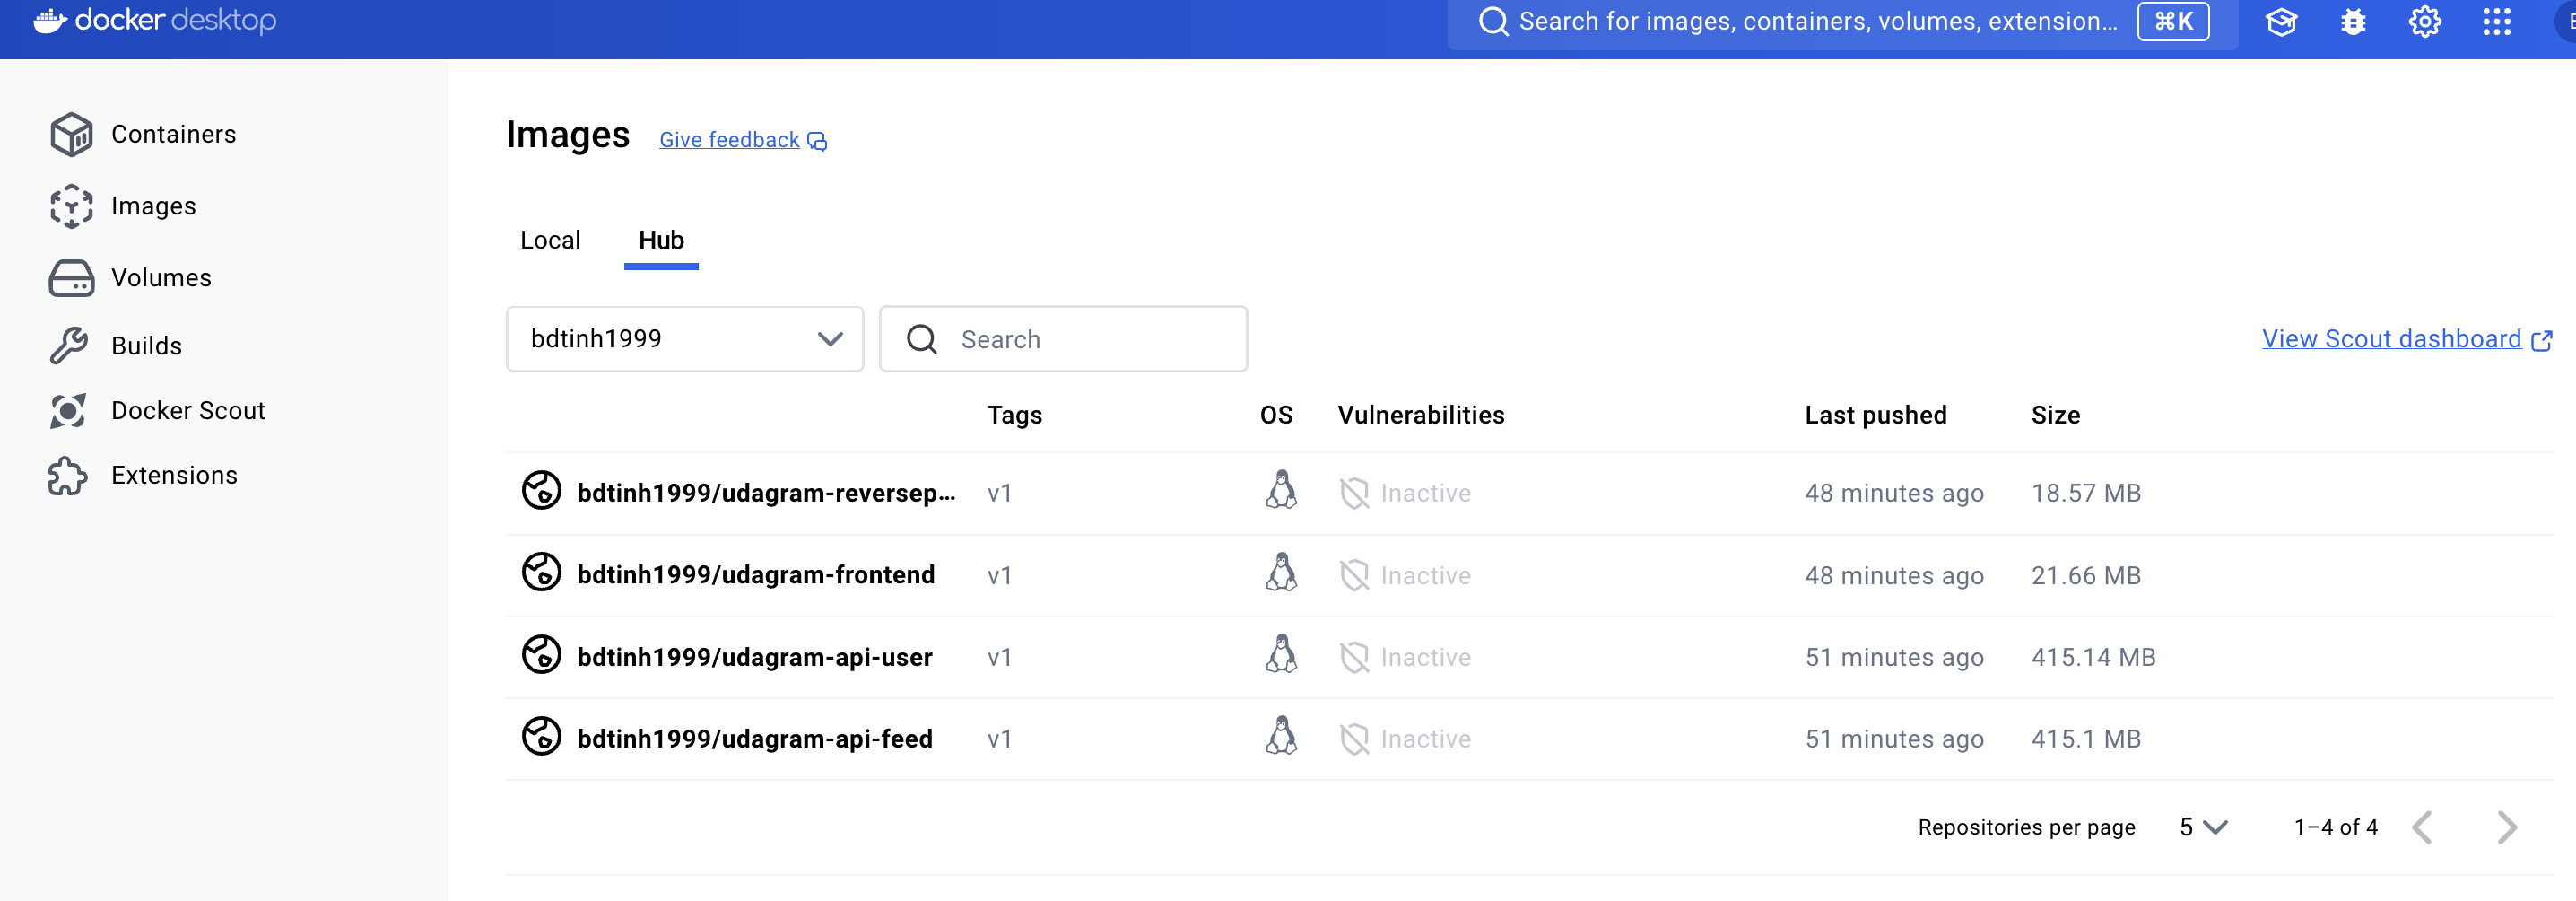 docker desktop
Search for images, containers, volumes, extension...
⌘K
Containers
Images
Volumes
Builds
Docker Scout
Extensions
Images Give feedback
Local Hub
bdtinh1999 Search View Scout dashboard
Tags OS Vulnerabilities Last pushed Size
bdtinh1999/udagram-reversep... v1 Inactive 48 minutes ago 18.57 MB
bdtinh1999/udagram-frontend v1 Inactive 48 minutes ago 21.66 MB
bdtinh1999/udagram-api-user v1 Inactive 51 minutes ago 415.14 MB
bdtinh1999/udagram-api-feed v1 Inactive 51 minutes ago 415.1 MB
Repositories per page 5 1–4 of 4